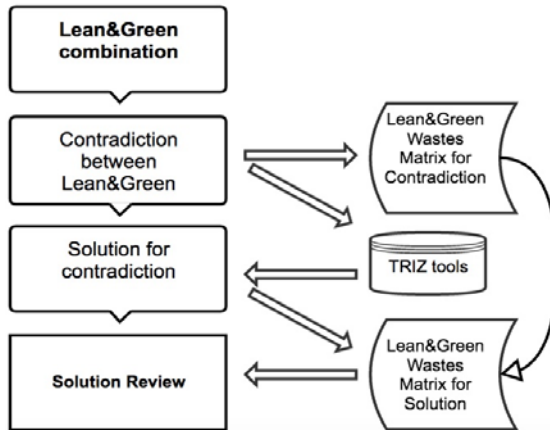 Lean&Green
combination
Contradiction
between
Lean&Green
Lean&Green
Wastes
Matrix for
Contradiction
Solution for
contradiction
TRIZ tools
Solution Review
Lean&Green
Wastes
Matrix for
Solution